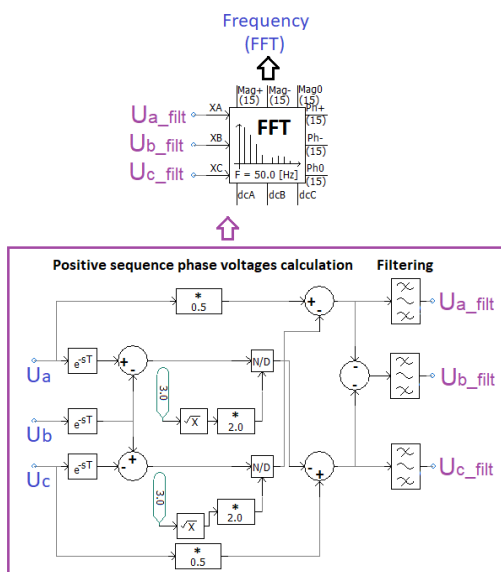 Frequency
(FFT)
Mag+ Mag- Mag0
(15) (15) (15)
XA Ph+
Ua_filt (15)
FFT
XB Ph-
Ub_filt (15)
XC Ph0
Uc_filt (15)
F = 50.0 [Hz]
dcA dcB dcC
Positive sequence phase voltages calculation Filtering
* 0.5
+ -
Ua_filt
Ua
e-sT
+ -
N/D
- -
Ub_filt
3.0
√X
* 2.0
Ub
e-sT
Uc
e-sT
- +
N/D
- +
Uc_filt
3.0
√X
* 2.0
* 0.5